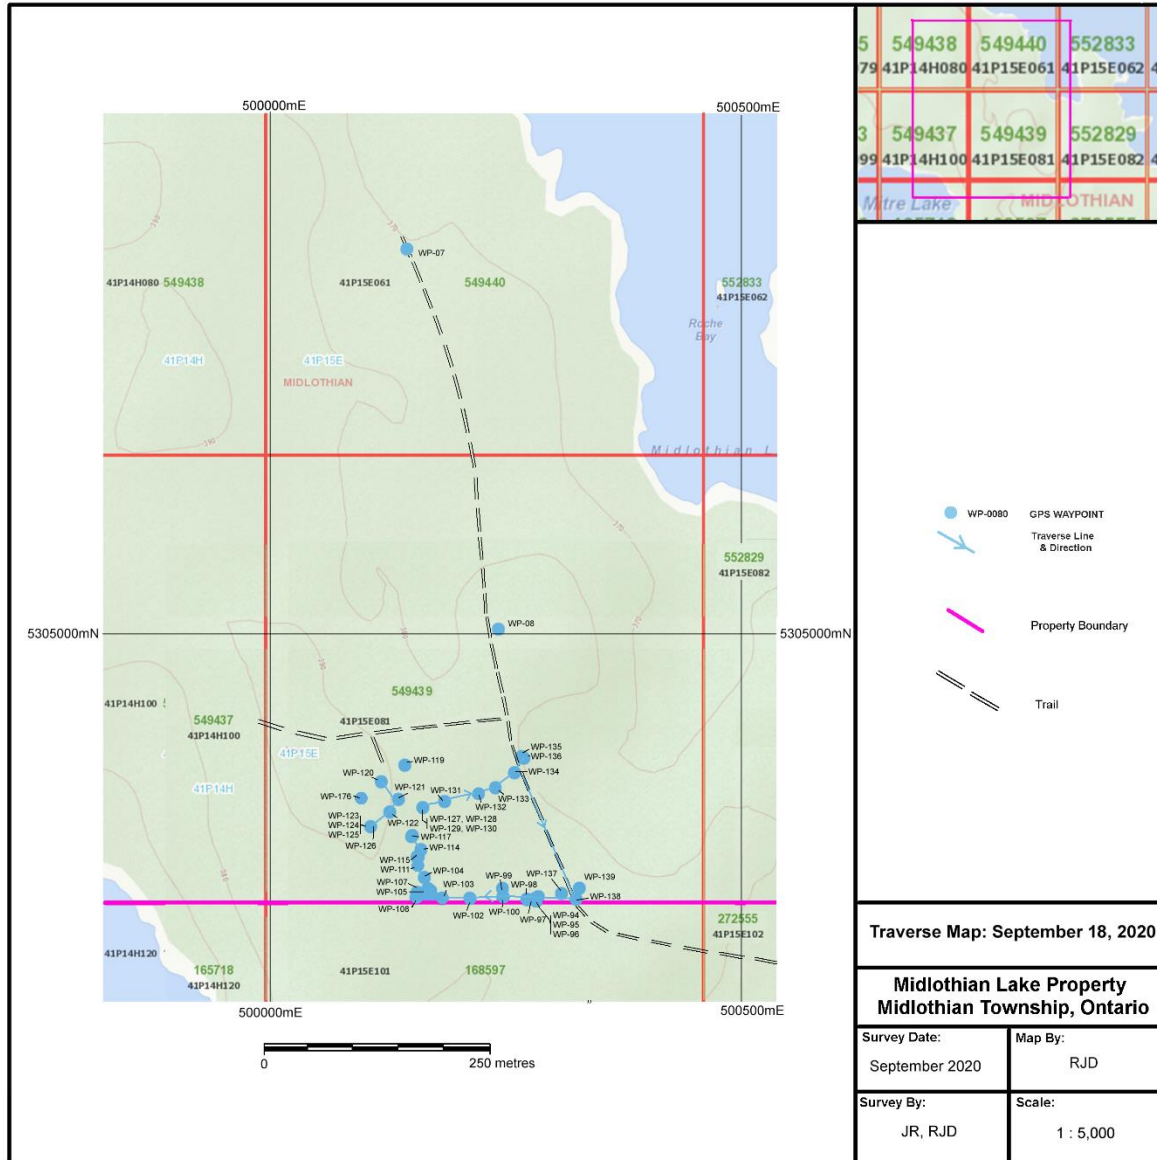 500000mE
500500mE
WP-07
41P14H080 549438
41P15E061
549440
552833
41P15E062
Roche
Bay
41P14H
41P15E
MIDLOTHIAN
390
370
Midlothian L
390
370
552829
41P15E082
5305000mN
WP-08
5305000mN
390
390
370
549439
41P14H100
549437
41P14H100
41P15E081
41P15E
41P14H
WP-135
WP-136
WP-119
WP-134
WP-120
WP-176
WP-121
WP-131
WP-132
WP-133
WP-123
WP-124
WP-125
WP-122
WP-127, WP-128
WP-129, WP-130
WP-126
WP-117
WP-114
WP-115
WP-111
WP-104
WP-107
WP-105
WP-103
WP-99
WP-98
WP-137
WP-108
WP-102
WP-100
WP-97
WP-94
WP-95
WP-96
WP-138
WP-139
272555
41P15E102
41P14H120
165718
41P14H120
41P15E101
168597
500000mE
500500mE
0
250 metres
5 549438 549440 552833
79 41P14H080 41P15E061 41P15E062 4
3 549437 549439 552829
99 41P14H100 41P15E081 41P15E082 4
Mitre Lake
MIDLOTHIAN
WP-0080 GPS WAYPOINT
Traverse Line
& Direction
Property Boundary
Trail
Traverse Map: September 18, 2020
Midlothian Lake Property
Midlothian Township, Ontario
Survey Date:
September 2020
Map By:
RJD
Survey By:
JR, RJD
Scale:
1 : 5,000